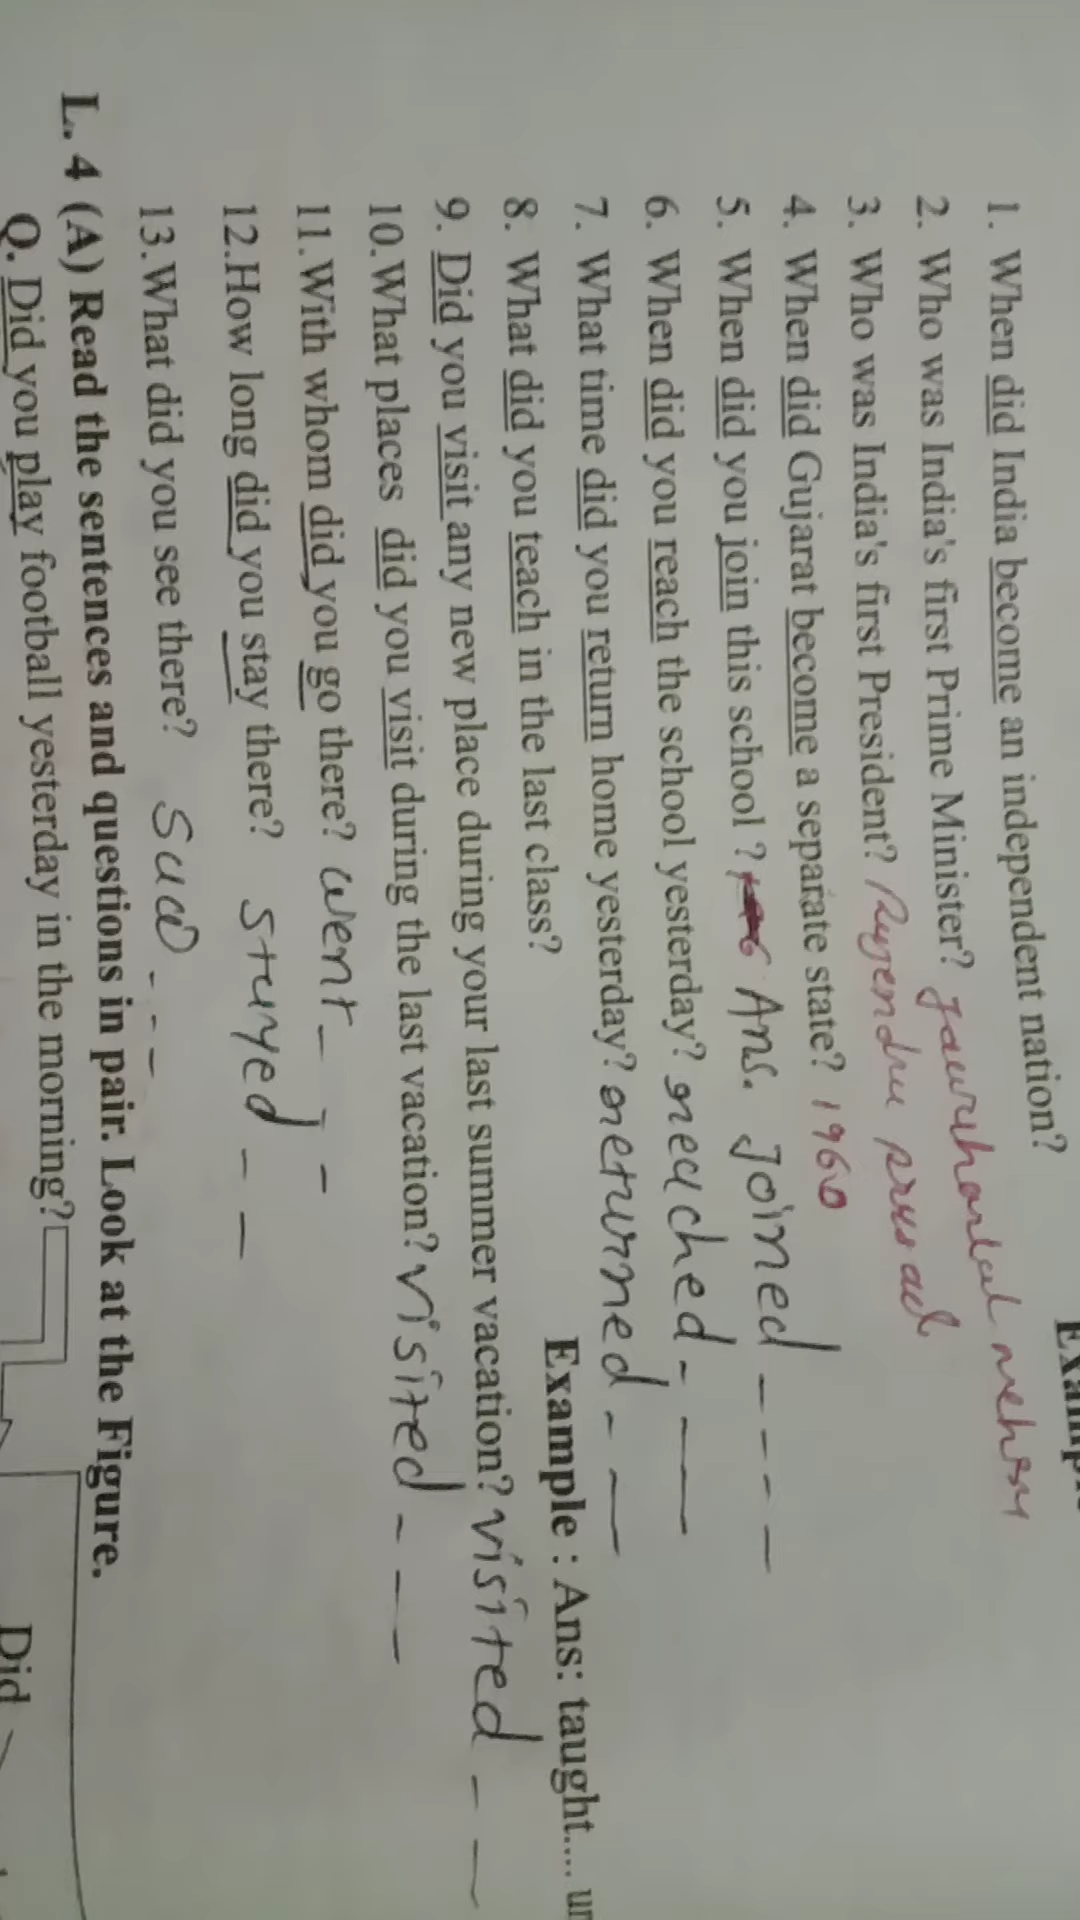 1. When did India become an independent nation?
2. Who was India's first Prime Minister? Jawarharlal nehru
3. Who was India's first President? Rajendra prasad
4. When did Gujarat become a separate state? 1960
5. When did you join this school ? Ans. Joined - - - -
6. When did you reach the school yesterday? reached - — —
7. What time did you return home yesterday? returned - —
8. What did you teach in the last class?
Example : Ans: taught....
9. Did you visit any new place during your last summer vacation? visited - —
10.What places did you visit during the last vacation? visited - — —
11.With whom did you go there? went - - -
12.How long did you stay there? stayed - —
13.What did you see there? saw - - -
L. 4 (A) Read the sentences and questions in pair. Look at the Figure.
Q. Did you play football yesterday in the morning?
Did